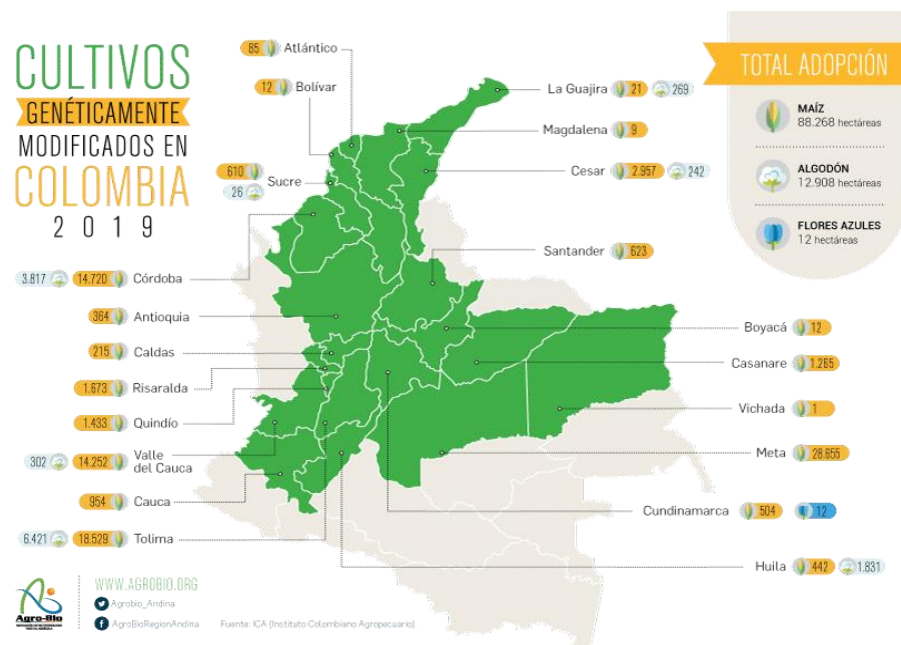 CULTIVOS
GENÉTICAMENTE
MODIFICADOS EN
COLOMBIA
2019
85 Atlántico
12 Bolívar
610
26 Sucre
3.817 14.720 Córdoba
364 Antioquia
215 Caldas
1.673 Risaralda
1.433 Quindío
302 14.252 Valle
del Cauca
954 Cauca
6.421 18.529 Tolima
La Guajira 21 269
Magdalena 9
Cesar 2.957 242
Santander 623
Boyacá 12
Casanare 1.265
Vichada 1
Meta 28.655
Cundinamarca 504 12
Huila 442 1.831
TOTAL ADOPCIÓN
MAÍZ
88.268 hectáreas
ALGODÓN
12.908 hectáreas
FLORES AZULES
12 hectáreas
Agro-Bio
WWW.AGROBIO.ORG
Agrobio_Andina
AgroBioRegionAndina
Fuente: ICA (Instituto Colombiano Agropecuario)